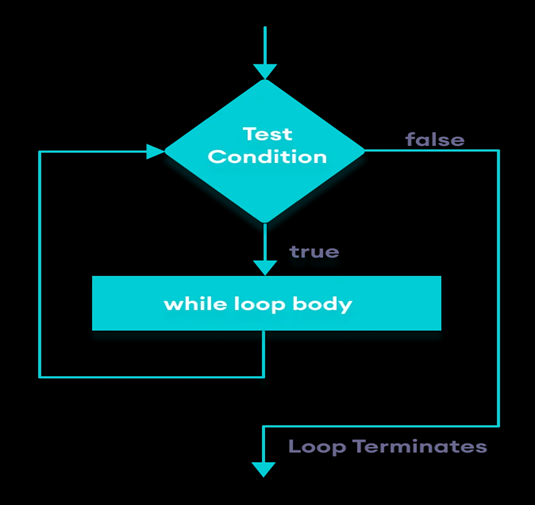 Test
Condition
false
true
while loop body
Loop Terminates